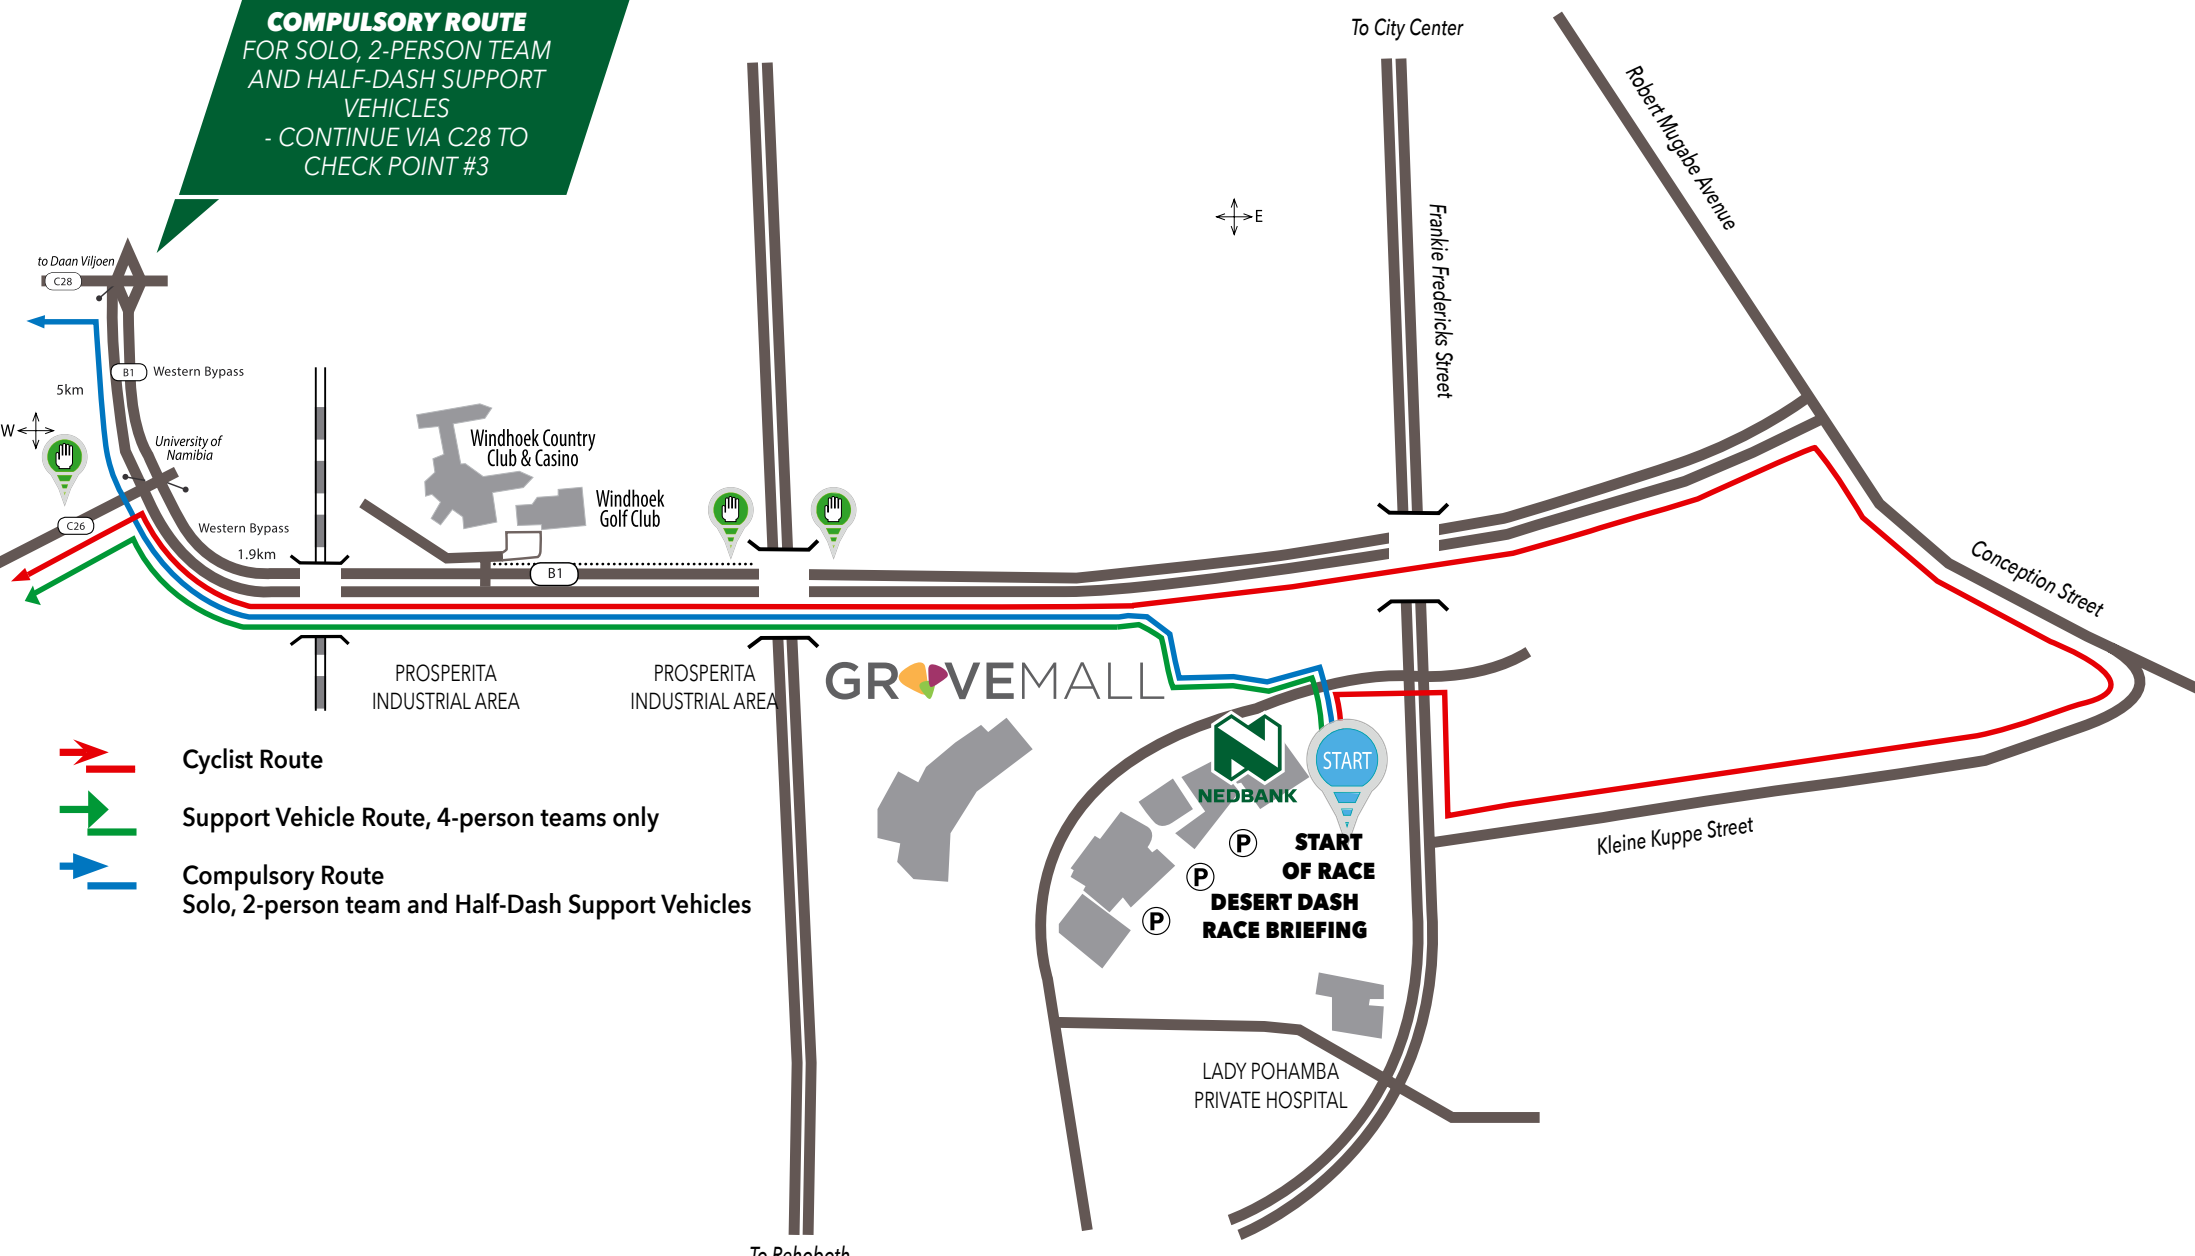 COMPULSORY ROUTE
FOR SOLO, 2-PERSON TEAM
AND HALF-DASH SUPPORT
VEHICLES
- CONTINUE VIA C28 TO
CHECK POINT #3
To City Center
Robert Mugabe Avenue
Frankie Fredericks Street
E
to Daan Viljoen
C28
B1
Western Bypass
5km
W
University of
Namibia
C26
Western Bypass
1.9km
Windhoek Country
Club & Casino
Windhoek
Golf Club
B1
Conception Street
PROSPERITA
INDUSTRIAL AREA
PROSPERITA
INDUSTRIAL AREA
GROVEMALL
NEDBANK
START
Kleine Kuppe Street
Cyclist Route
Support Vehicle Route, 4-person teams only
Compulsory Route
Solo, 2-person team and Half-Dash Support Vehicles
P
START
OF RACE
P
DESERT DASH
RACE BRIEFING
P
LADY POHAMBA
PRIVATE HOSPITAL
To Rehoboth